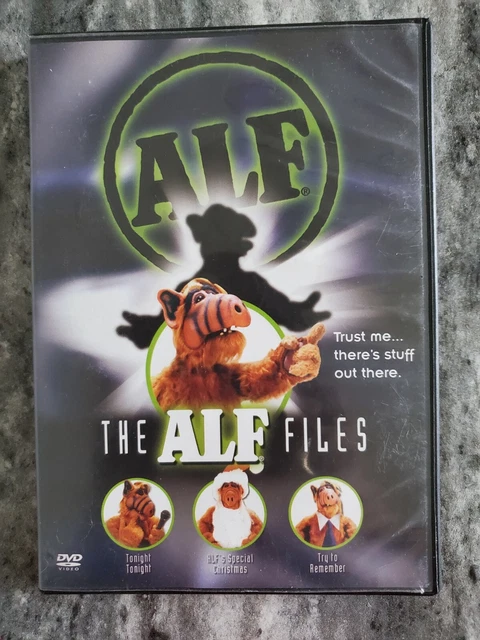 ALF®
Trust me...
there's stuff
out there.
THE ALF FILES
Tonight
Tonight
ALF's Special
Christmas
Try to
Remember
DVD
VIDEO